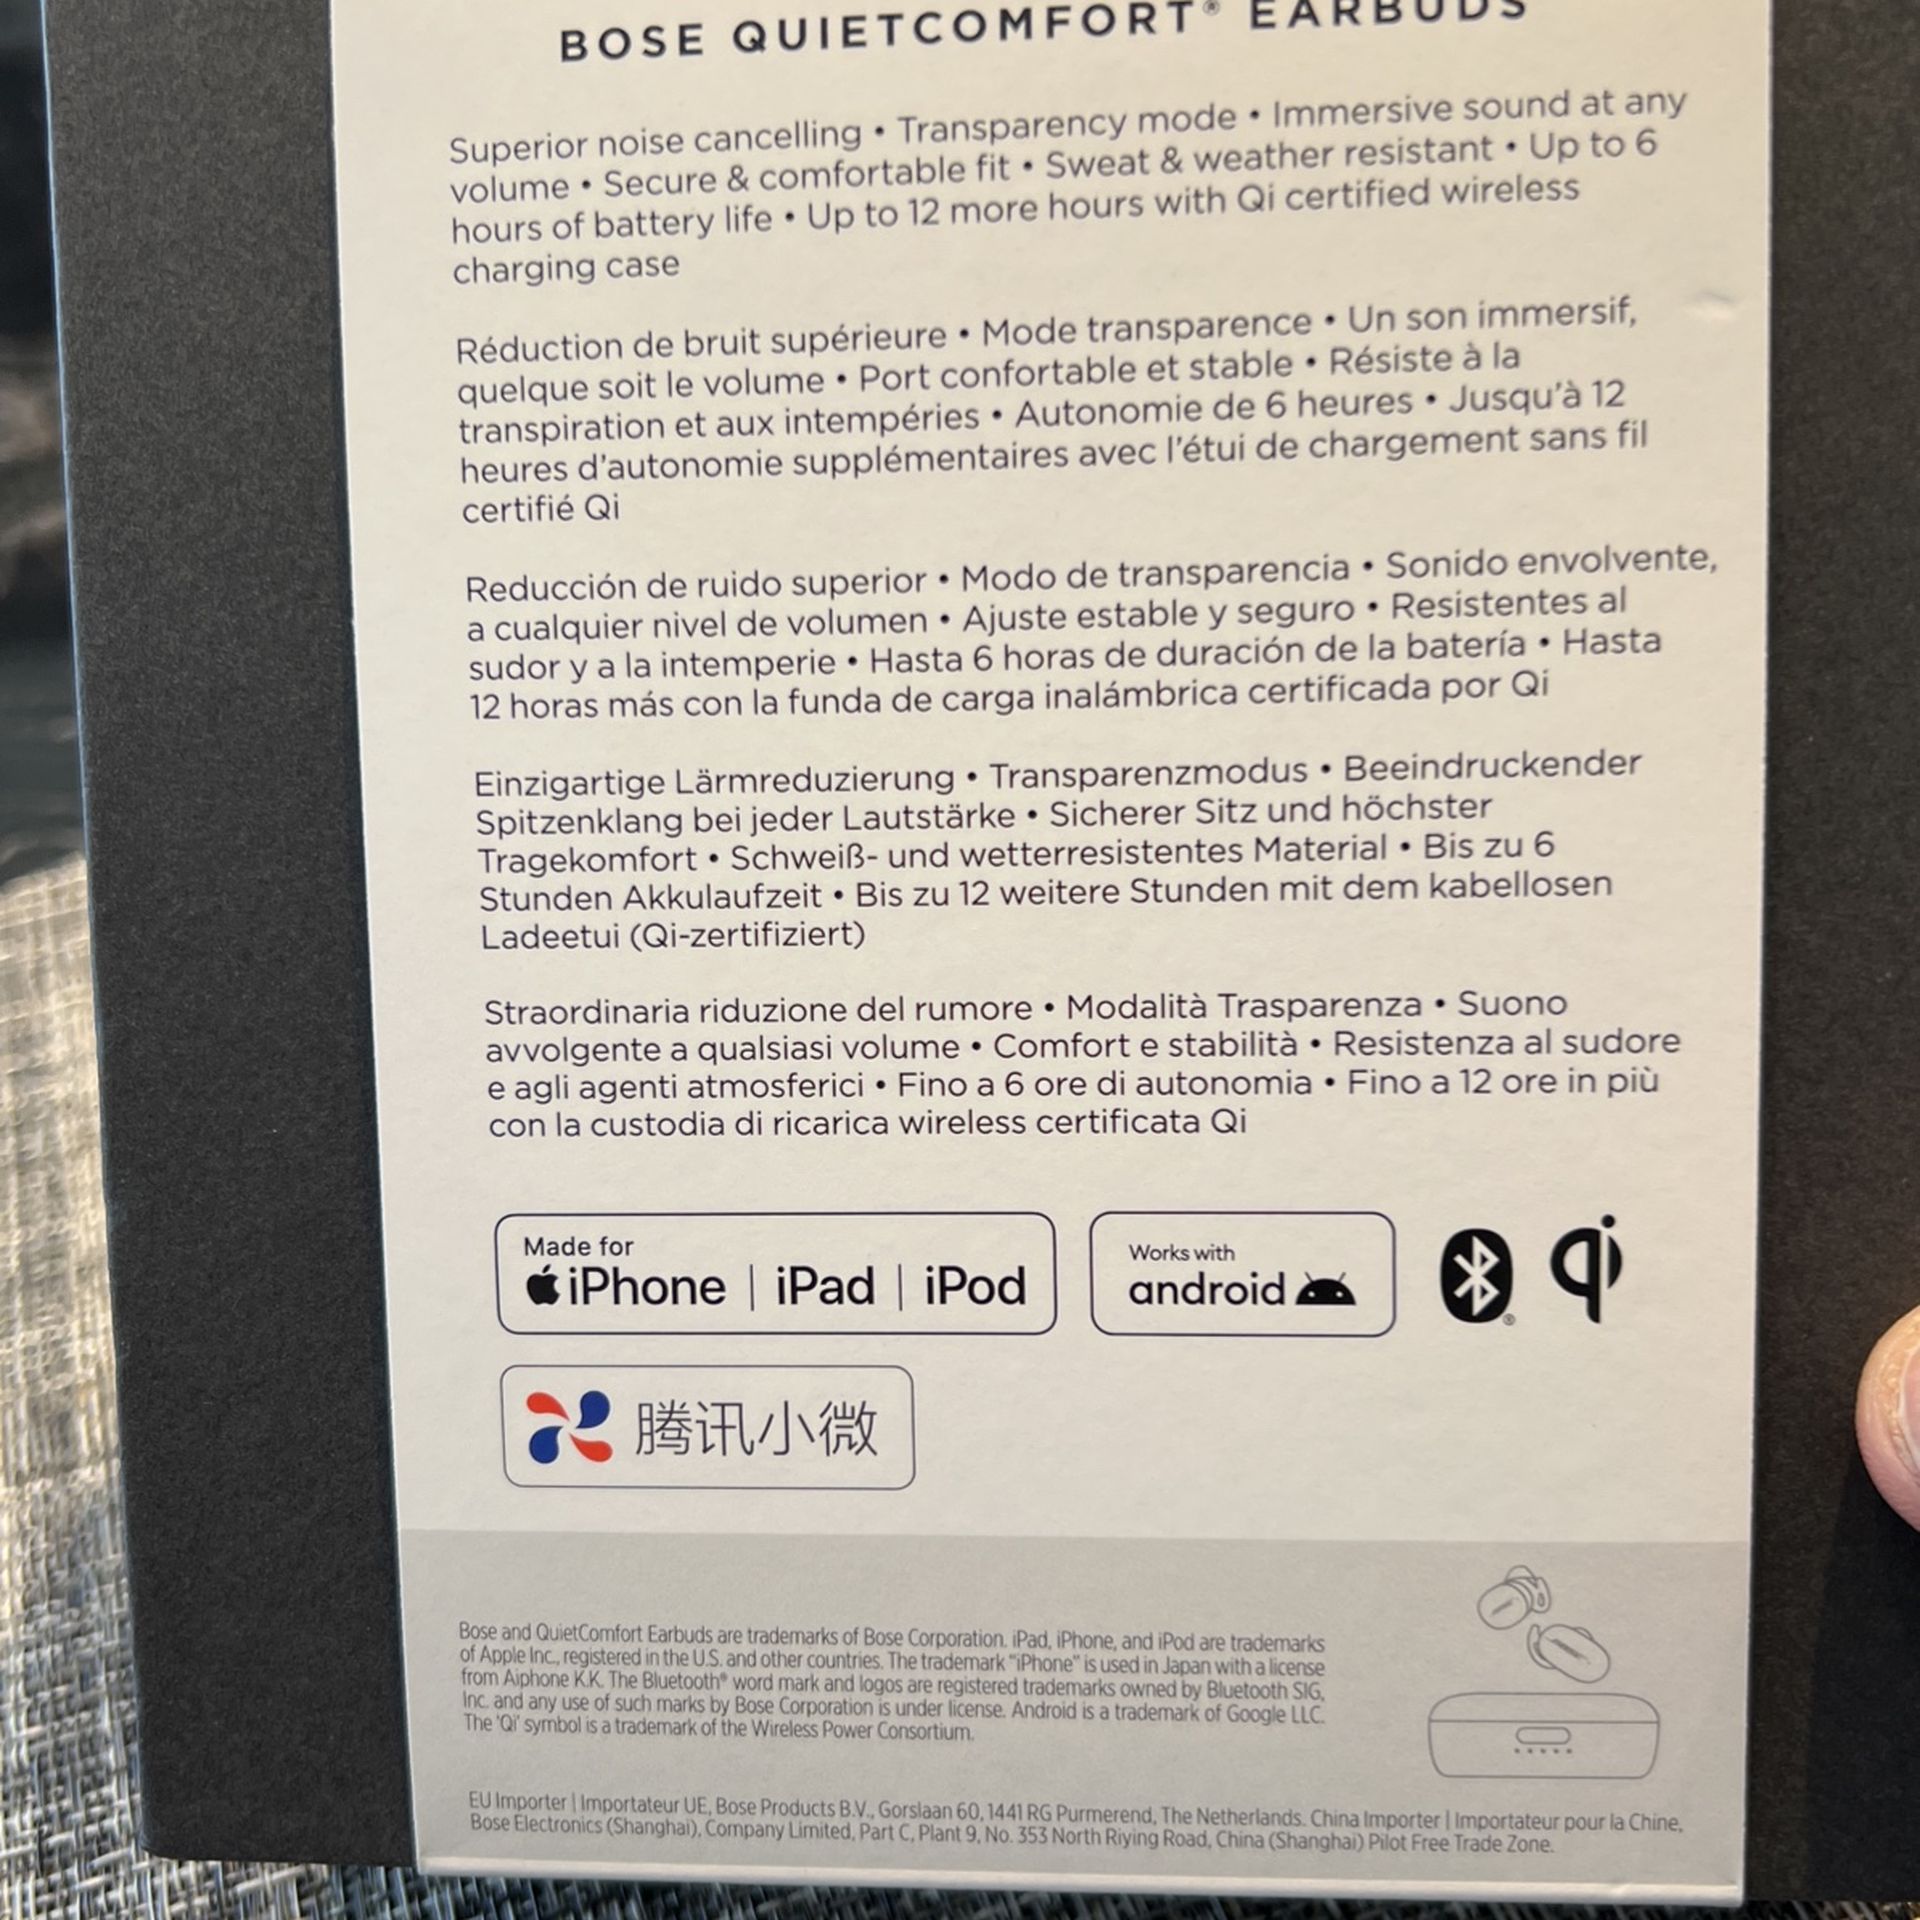 BOSE QUIETCOMFORT® EARBUDS
Superior noise cancelling • Transparency mode • Immersive sound at any
volume • Secure & comfortable fit • Sweat & weather resistant • Up to 6
hours of battery life • Up to 12 more hours with Qi certified wireless
charging case
Réduction de bruit supérieure • Mode transparence • Un son immersif,
quelque soit le volume • Port confortable et stable • Résiste à la
transpiration et aux intempéries • Autonomie de 6 heures • Jusqu'à 12
heures d'autonomie supplémentaires avec l'étui de chargement sans fil
certifié Qi
Reducción de ruido superior • Modo de transparencia • Sonido envolvente,
a cualquier nivel de volumen • Ajuste estable y seguro • Resistentes al
sudor y a la intemperie • Hasta 6 horas de duración de la batería • Hasta
12 horas más con la funda de carga inalámbrica certificada por Qi
Einzigartige Lärmreduzierung • Transparenzmodus • Beeindruckender
Spitzenklang bei jeder Lautstärke • Sicherer Sitz und höchster
Tragekomfort • Schweiß- und wetterresistentes Material • Bis zu 6
Stunden Akkulaufzeit • Bis zu 12 weitere Stunden mit dem kabellosen
Ladeetui (Qi-zertifiziert)
Straordinaria riduzione del rumore • Modalità Trasparenza • Suono
avvolgente a qualsiasi volume • Comfort e stabilità • Resistenza al sudore
e agli agenti atmosferici • Fino a 6 ore di autonomia • Fino a 12 ore in più
con la custodia di ricarica wireless certificata Qi
Made for
iPhone | iPad | iPod
Works with
android
qi
腾讯小微
Bose and QuietComfort Earbuds are trademarks of Bose Corporation. iPad, iPhone, and iPod are trademarks
of Apple Inc., registered in the U.S. and other countries. The trademark "iPhone" is used in Japan with a license
from Aiphone K.K. The Bluetooth® word mark and logos are registered trademarks owned by Bluetooth SIG,
Inc. and any use of such marks by Bose Corporation is under license. Android is a trademark of Google LLC.
The 'Qi' symbol is a trademark of the Wireless Power Consortium.
EU Importer | Importateur UE, Bose Products B.V., Gorslaan 60, 1441 RG Purmerend, The Netherlands. China Importer | Importateur pour la Chine,
Bose Electronics (Shanghai), Company Limited, Part C, Plant 9, No. 353 North Riying Road, China (Shanghai) Pilot Free Trade Zone.